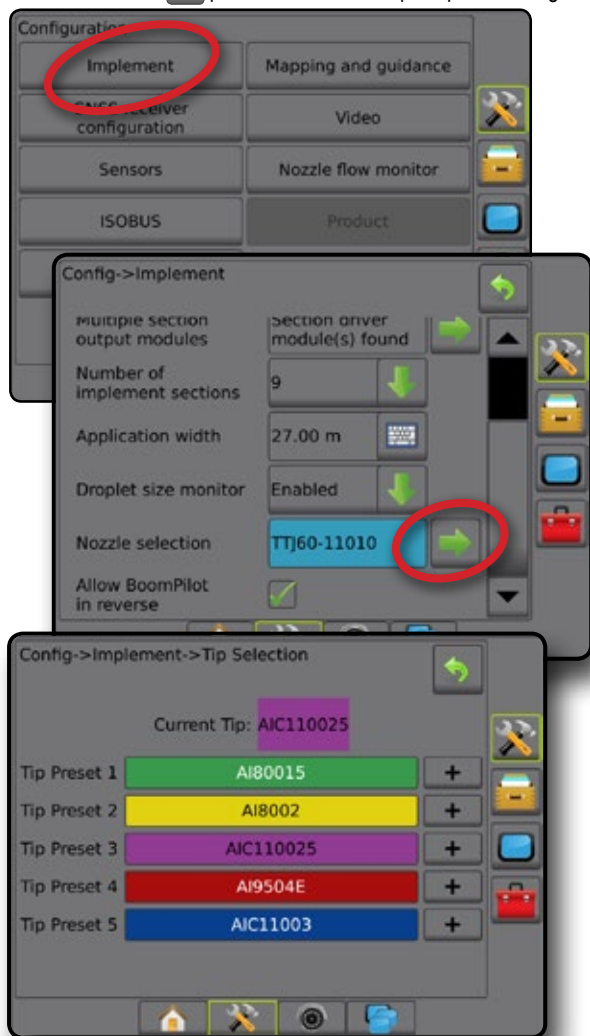 Configuration
Implement
Mapping and guidance
GNSS receiver configuration
Video
Sensors
Nozzle flow monitor
ISOBUS
Product
Config->Implement
Multiple section output modules
Section driver module(s) found
Number of implement sections
9
Application width
27.00 m
Droplet size monitor
Enabled
Nozzle selection
TTJ60-11010
Allow BoomPilot in reverse
Config->Implement->Tip Selection
Current Tip: AIC110025
Tip Preset 1
AI80015
+
Tip Preset 2
AI8002
+
Tip Preset 3
AIC110025
+
Tip Preset 4
AI9504E
+
Tip Preset 5
AIC11003
+